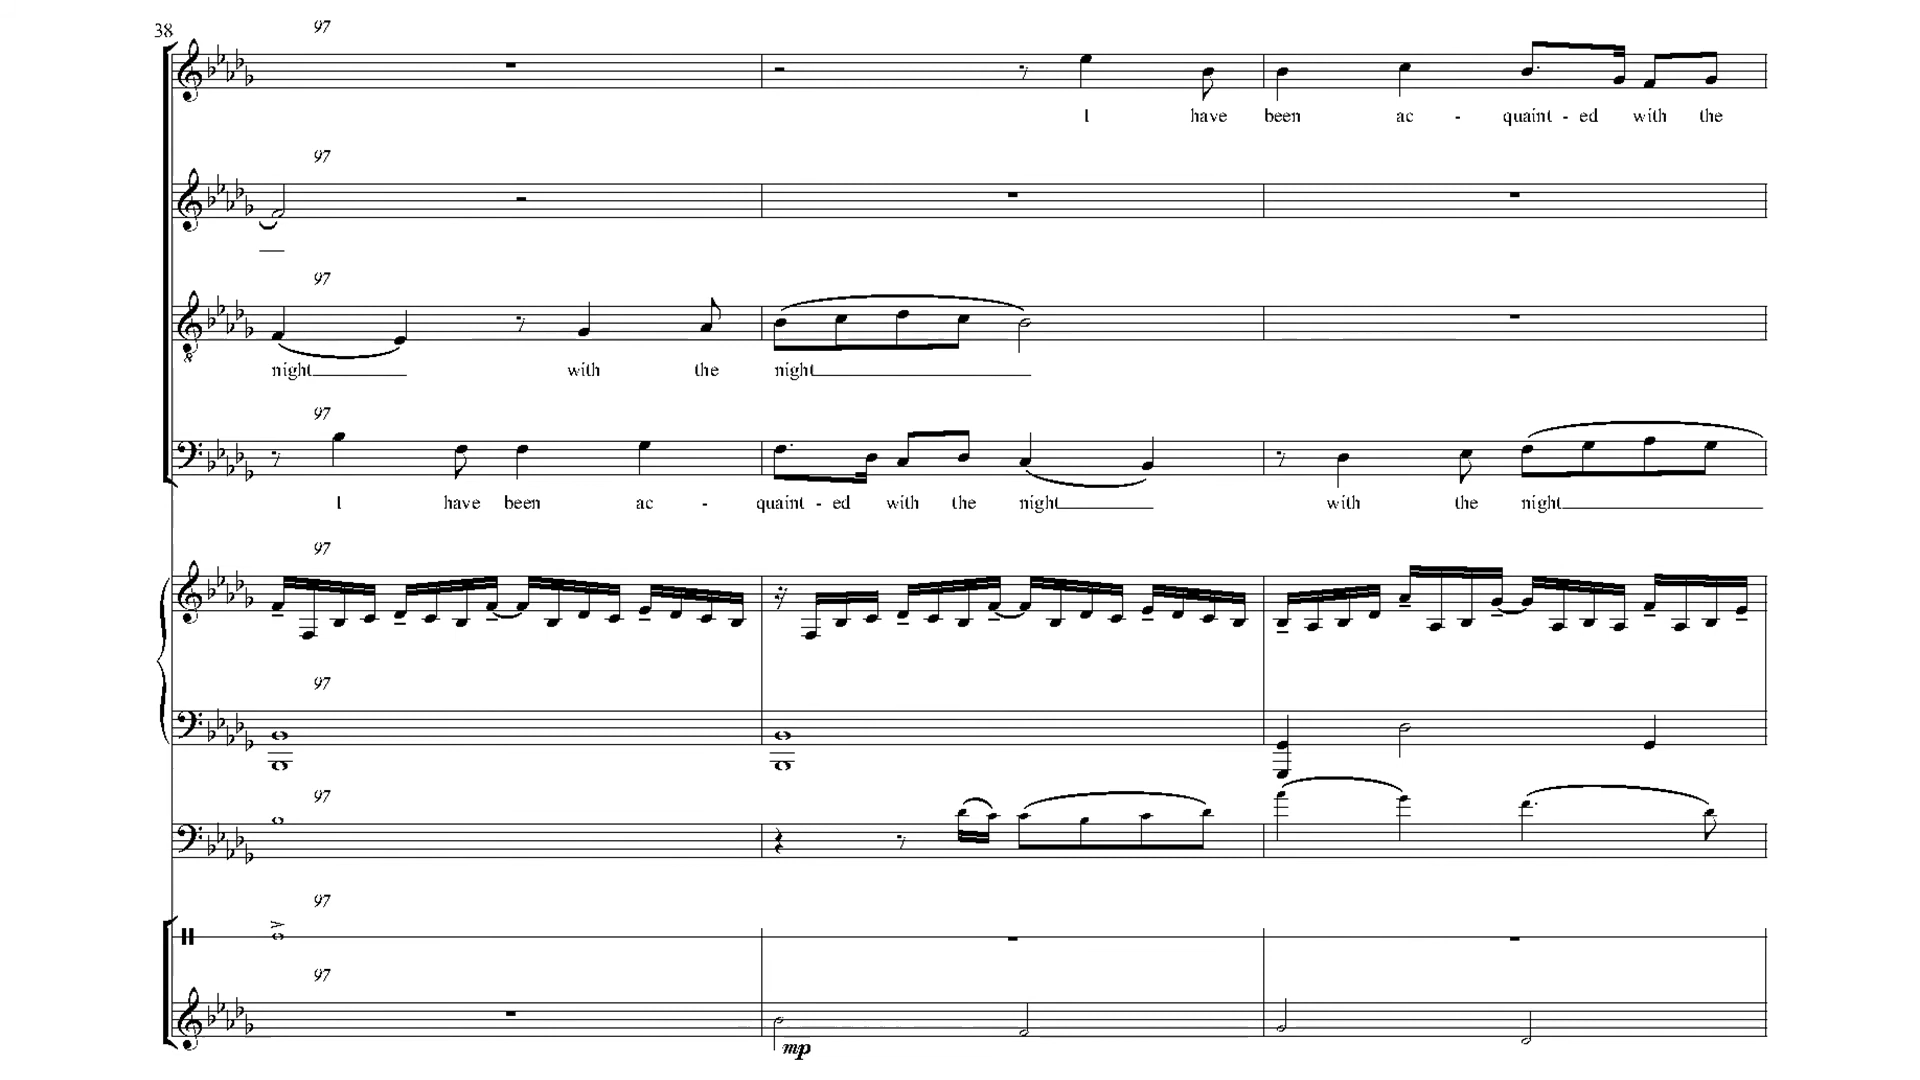 38
97
I have been ac - quaint - ed with the
97
97
night with the night
97
I have been ac - quaint - ed with the night with the night
97
97
97
97
97
mp